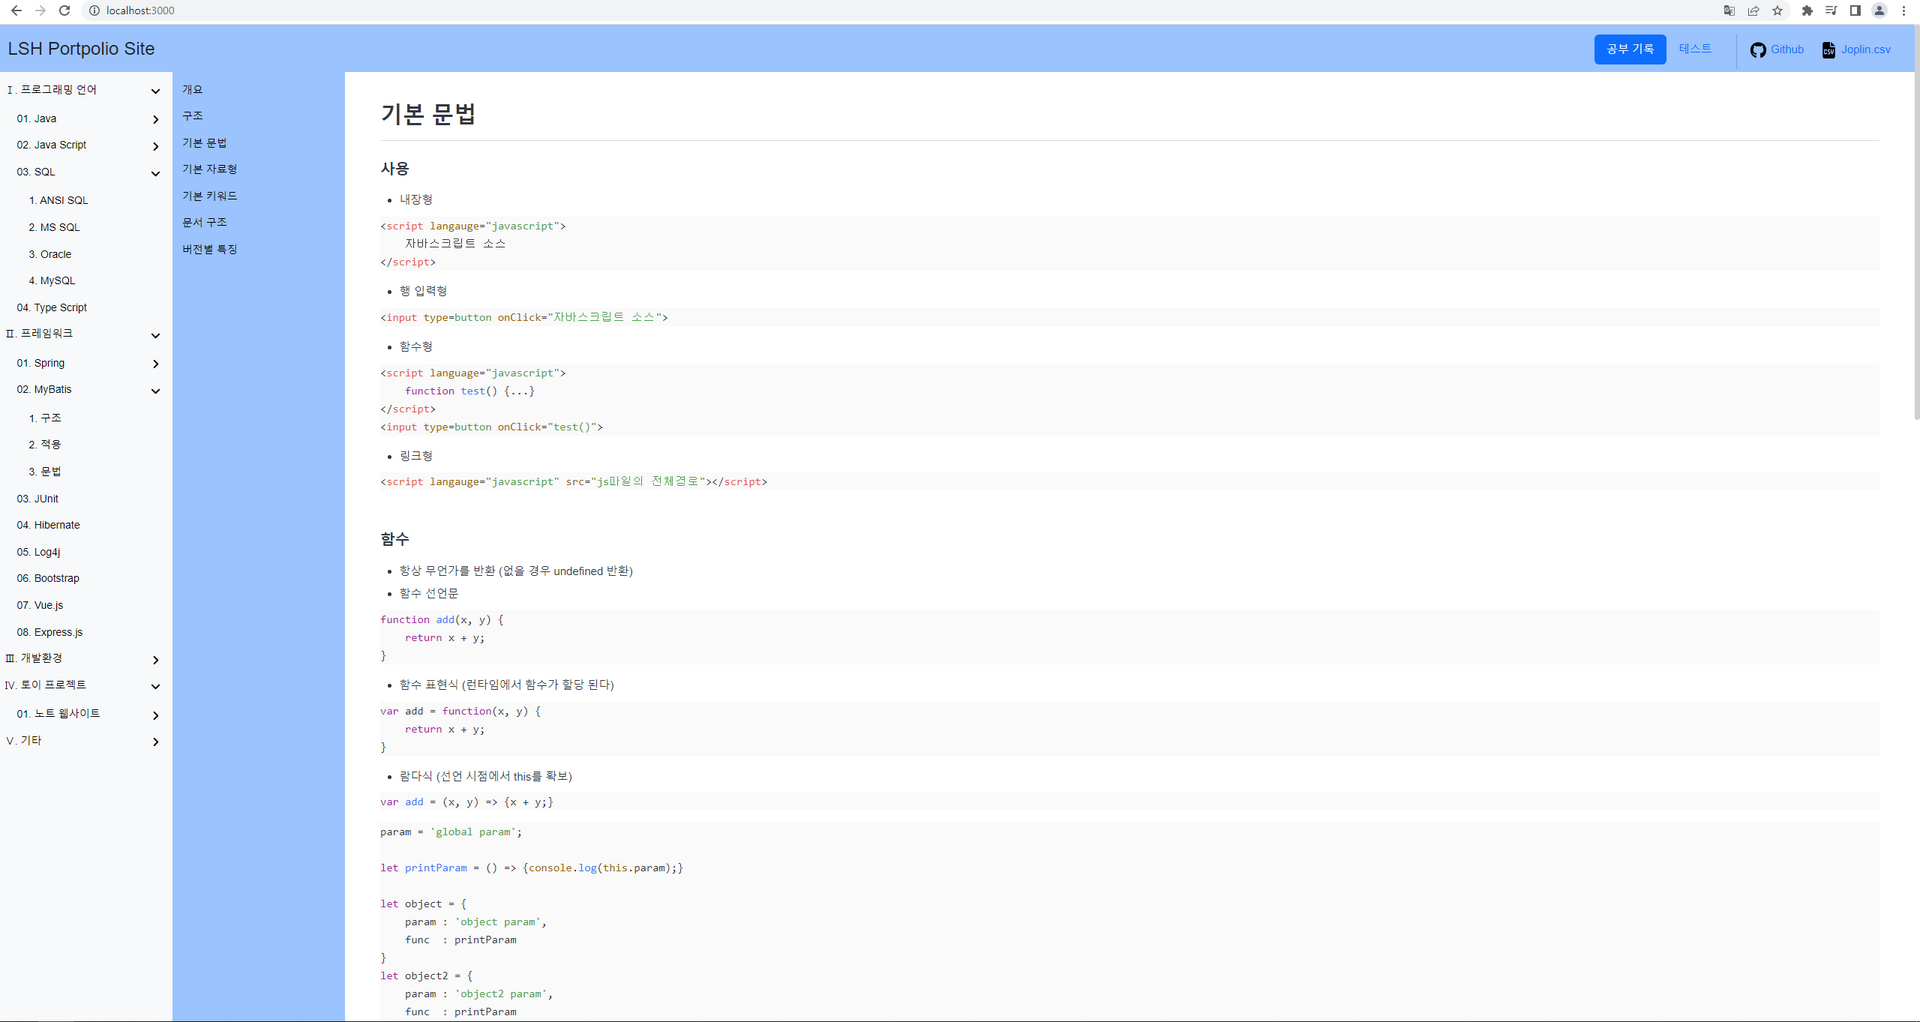 localhost:3000
LSH Portpolio Site
공부 기록
테스트
Github
Joplin.csv
Ⅰ. 프로그래밍 언어
01. Java
02. Java Script
03. SQL
1. ANSI SQL
2. MS SQL
3. Oracle
4. MySQL
04. Type Script
Ⅱ. 프레임워크
01. Spring
02. MyBatis
1. 구조
2. 적용
3. 문법
03. JUnit
04. Hibernate
05. Log4j
06. Bootstrap
07. Vue.js
08. Express.js
Ⅲ. 개발환경
Ⅳ. 토이 프로젝트
01. 노트 웹사이트
Ⅴ. 기타
개요
구조
기본 문법
기본 자료형
기본 키워드
문서 구조
버전별 특징
기본 문법
사용
• 내장형
<script langauge="javascript">
    자바스크립트 소스
</script>
• 행 입력형
<input type=button onClick="자바스크립트 소스">
• 함수형
<script language="javascript">
    function test() {...}
</script>
<input type=button onClick="test()">
• 링크형
<script langauge="javascript" src="js파일의 전체경로"></script>
함수
• 항상 무언가를 반환 (없을 경우 undefined 반환)
• 함수 선언문
function add(x, y) {
    return x + y;
}
• 함수 표현식 (런타임에서 함수가 할당 된다)
var add = function(x, y) {
    return x + y;
}
• 람다식 (선언 시점에서 this를 확보)
var add = (x, y) => {x + y;}
param = 'global param';
let printParam = () => {console.log(this.param);}
let object = {
    param : 'object param',
    func  : printParam
}
let object2 = {
    param : 'object2 param',
    func  : printParam